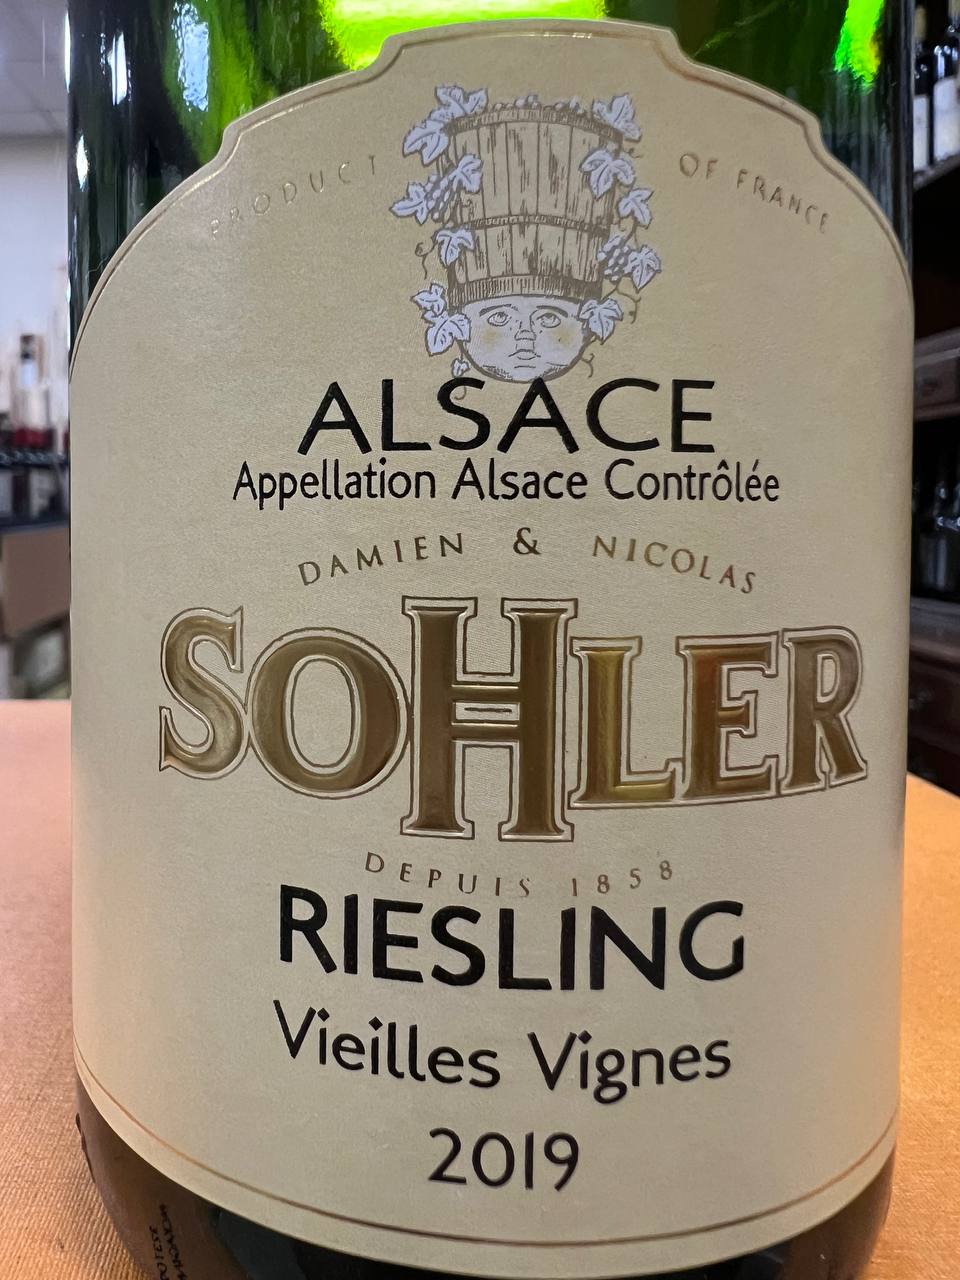 PRODUCT OF FRANCE
ALSACE
Appellation Alsace Contrôlée
DAMIEN & NICOLAS
SOHLER
DEPUIS 1858
RIESLING
Vieilles Vignes
2019